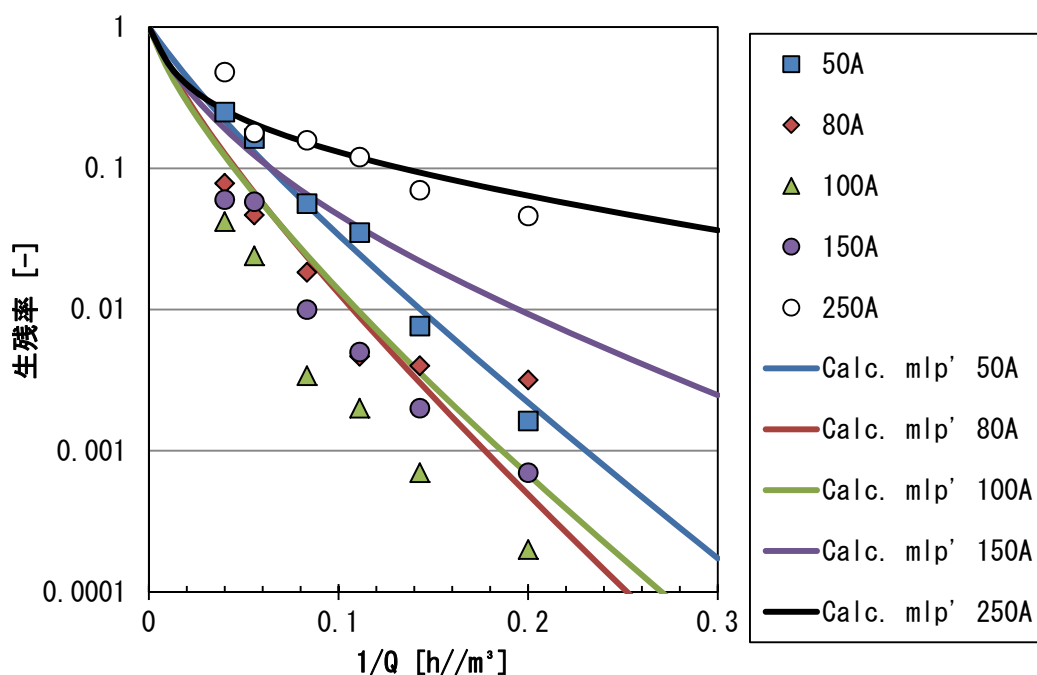 1
0.1
0.01
0.001
0.0001
生残率 [-]
0
0.1
0.2
0.3
1/Q [h//m³]
50A
80A
100A
150A
250A
Calc. mlp' 50A
Calc. mlp' 80A
Calc. mlp' 100A
Calc. mlp' 150A
Calc. mlp' 250A